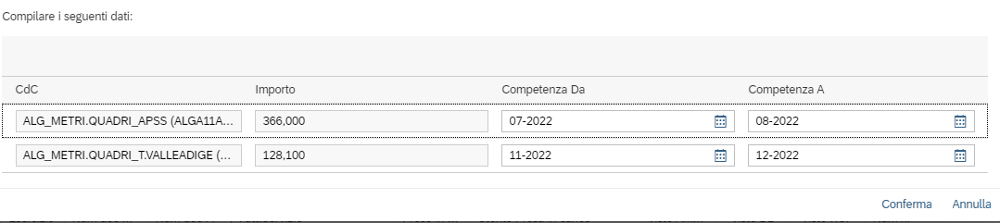 Compilare i seguenti dati:
CdC Importo Competenza Da Competenza A
ALG_METRI.QUADRI_APSS (ALGA11A... 366,000 07-2022 08-2022
ALG_METRI.QUADRI_T.VALLEADIGE (... 128,100 11-2022 12-2022
Conferma Annulla